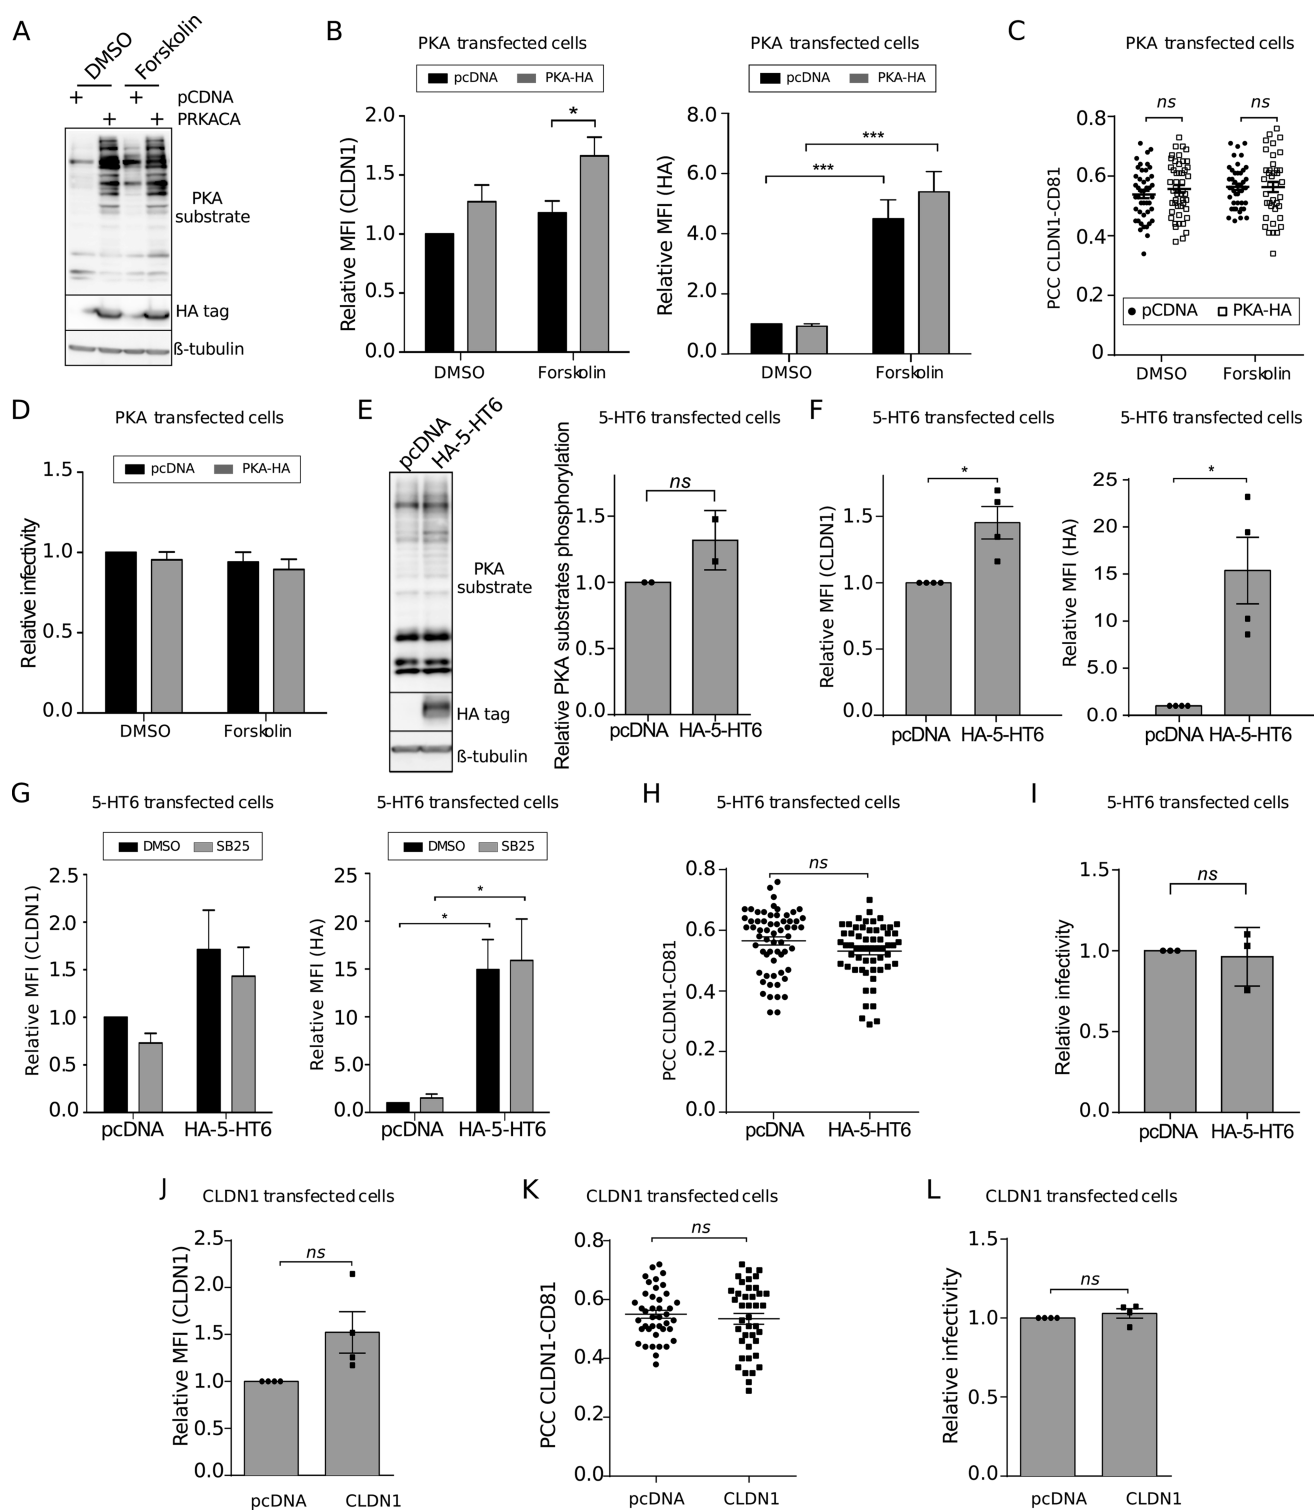 A
DMSO
Forskolin
+ + pCDNA
+ + PRKACA
PKA
substrate
HA tag
ß-tubulin
B
PKA transfected cells
pcDNA PKA-HA
Relative MFI (CLDN1)
2.0
1.5
1.0
0.5
0.0
*
DMSO Forskolin
PKA transfected cells
pcDNA PKA-HA
Relative MFI (HA)
8.0
6.0
4.0
2.0
0.0
***
***
DMSO Forskolin
C
PKA transfected cells
PCC CLDN1-CD81
0.8
0.6
0.4
0.2
0
ns ns
pCDNA PKA-HA
DMSO Forskolin
D
PKA transfected cells
pcDNA PKA-HA
Relative infectivity
1.5
1.0
0.5
0.0
DMSO Forskolin
E
pcDNA
HA-5-HT6
PKA
substrate
HA tag
ß-tubulin
5-HT6 transfected cells
Relative PKA substrates phosphorylation
1.5
1.0
0.5
0.0
ns
pcDNA HA-5-HT6
F
5-HT6 transfected cells
Relative MFI (CLDN1)
1.5
1.0
0.5
0.0
*
pcDNA HA-5-HT6
5-HT6 transfected cells
Relative MFI (HA)
25
20
15
10
5.0
0.0
*
pcDNA HA-5-HT6
G
5-HT6 transfected cells
DMSO SB25
Relative MFI (CLDN1)
2.5
2.0
1.5
1.0
0.5
0.0
pcDNA HA-5-HT6
5-HT6 transfected cells
DMSO SB25
Relative MFI (HA)
25
20
15
10
5.0
0.0
*
*
pcDNA HA-5-HT6
H
5-HT6 transfected cells
PCC CLDN1-CD81
0.8
0.6
0.4
0.2
0.0
ns
pcDNA HA-5-HT6
I
5-HT6 transfected cells
Relative infectivity
1.5
1.0
0.5
0.0
ns
pcDNA HA-5-HT6
J
CLDN1 transfected cells
Relative MFI (CLDN1)
2.5
2.0
1.5
1.0
0.5
0.0
ns
pcDNA CLDN1
K
CLDN1 transfected cells
PCC CLDN1-CD81
0.8
0.6
0.4
0.2
0.0
ns
pcDNA CLDN1
L
CLDN1 transfected cells
Relative infectivity
1.5
1.0
0.5
0.0
ns
pcDNA CLDN1